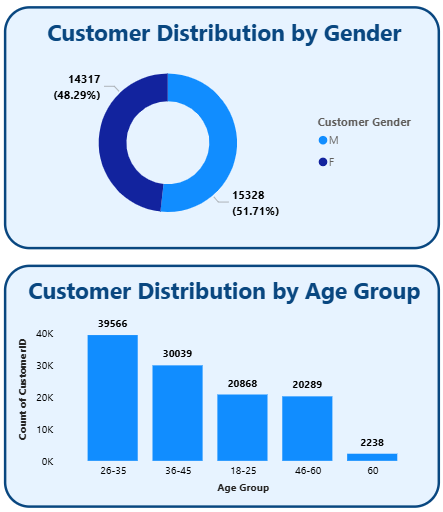 Customer Distribution by Gender
14317
(48.29%)
Customer Gender
M
F
15328
(51.71%)
Customer Distribution by Age Group
Count of CustomerID
40K
30K
20K
10K
0K
39566
30039
20868
20289
2238
26-35
36-45
18-25
46-60
60
Age Group